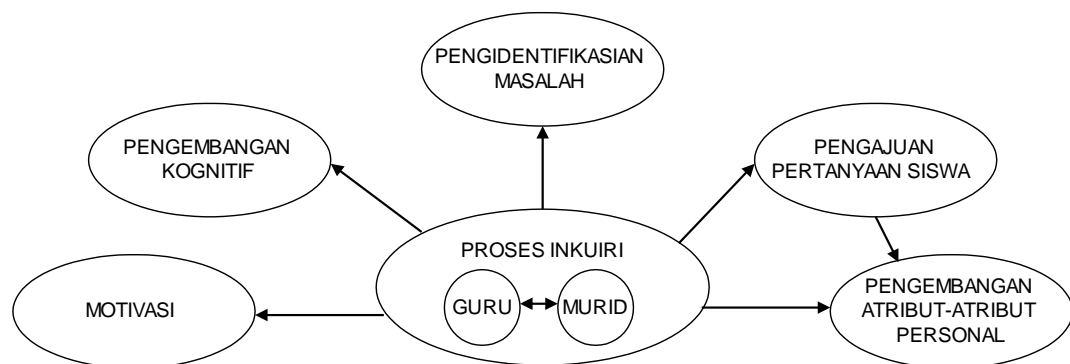 PENGIDENTIFIKASIAN
MASALAH
PENGEMBANGAN
KOGNITIF
PENGAJUAN
PERTANYAAN SISWA
PROSES INKUIRI
GURU
MURID
MOTIVASI
PENGEMBANGAN
ATRIBUT-ATRIBUT
PERSONAL